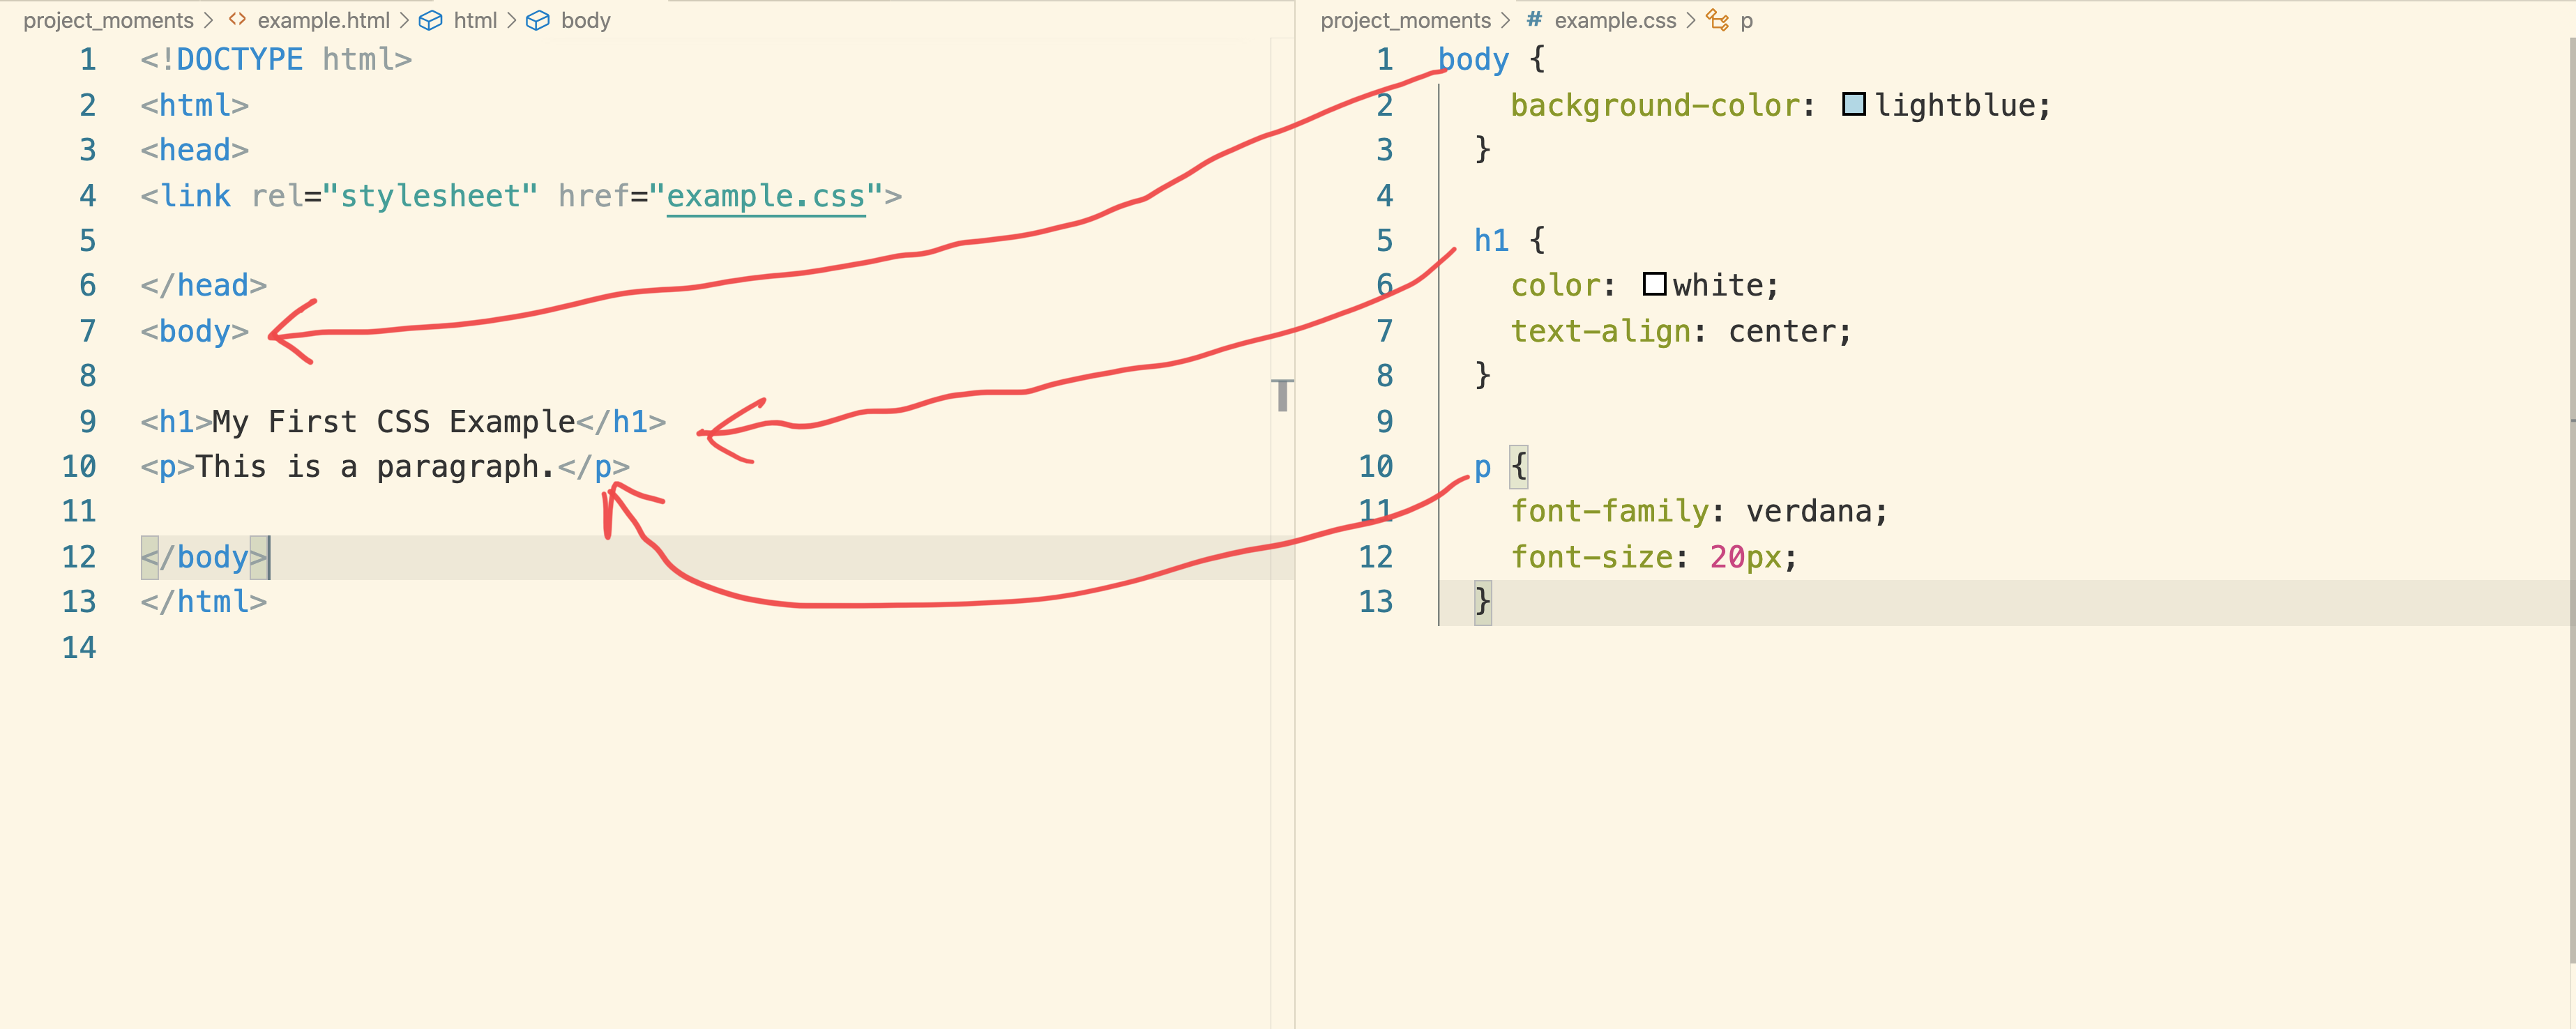 project_moments > example.html > html > body
1 <!DOCTYPE html>
2 <html>
3 <head>
4 <link rel="stylesheet" href="example.css">
5
6 </head>
7 <body>
8
9 <h1>My First CSS Example</h1>
10 <p>This is a paragraph.</p>
11
12 </body>
13 </html>
14
project_moments > # example.css > p
1 body {
2 background-color: lightblue;
3 }
4
5 h1 {
6 color: white;
7 text-align: center;
8 }
9
10 p {
11 font-family: verdana;
12 font-size: 20px;
13 }